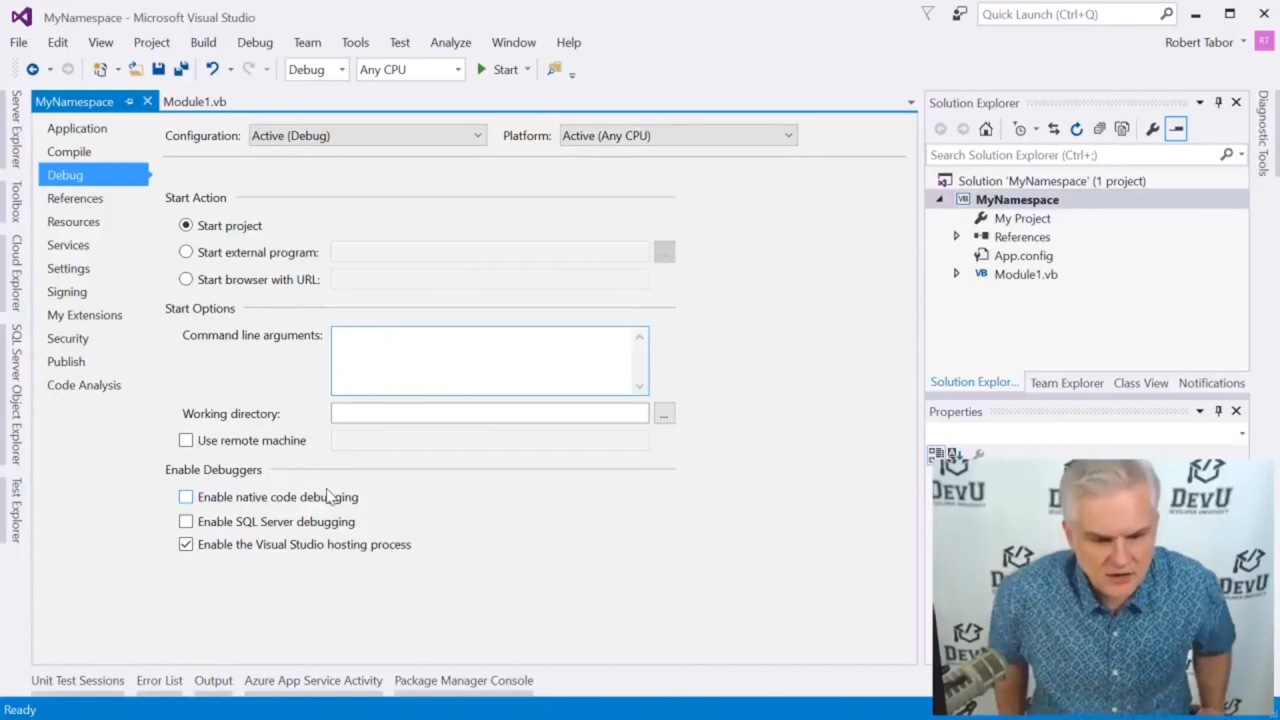 MyNamespace - Microsoft Visual Studio
Quick Launch (Ctrl+Q)
File Edit View Project Build Debug Team Tools Test Analyze Window Help
Robert Tabor RT
Debug Any CPU Start
MyNamespace Module1.vb
Server Explorer
Toolbox
Cloud Explorer
SQL Server Object Explorer
Test Explorer
Application
Compile
Debug
References
Resources
Services
Settings
Signing
My Extensions
Security
Publish
Code Analysis
Configuration: Active (Debug) Platform: Active (Any CPU)
Start Action
Start project
Start external program: ...
Start browser with URL:
Start Options
Command line arguments:
Working directory: ...
Use remote machine
Enable Debuggers
Enable native code debugging
Enable SQL Server debugging
Enable the Visual Studio hosting process
Solution Explorer
Search Solution Explorer (Ctrl+;)
Solution 'MyNamespace' (1 project)
VB MyNamespace
My Project
References
App.config
VB Module1.vb
Solution Explor... Team Explorer Class View Notifications
Properties
Diagnostic Tools
DEVU
DEVELOPER UNIVERSITY
DEVU
Unit Test Sessions Error List Output Azure App Service Activity Package Manager Console
Ready